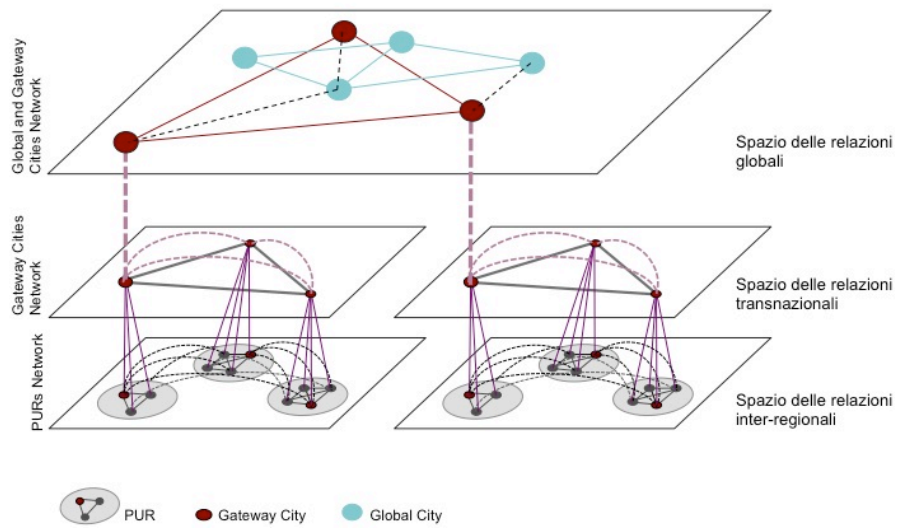 Global and Gateway
Cities Network
Spazio delle relazioni
globali
Gateway Cities
Network
Spazio delle relazioni
transnazionali
PURs Network
Spazio delle relazioni
inter-regionali
PUR
Gateway City
Global City